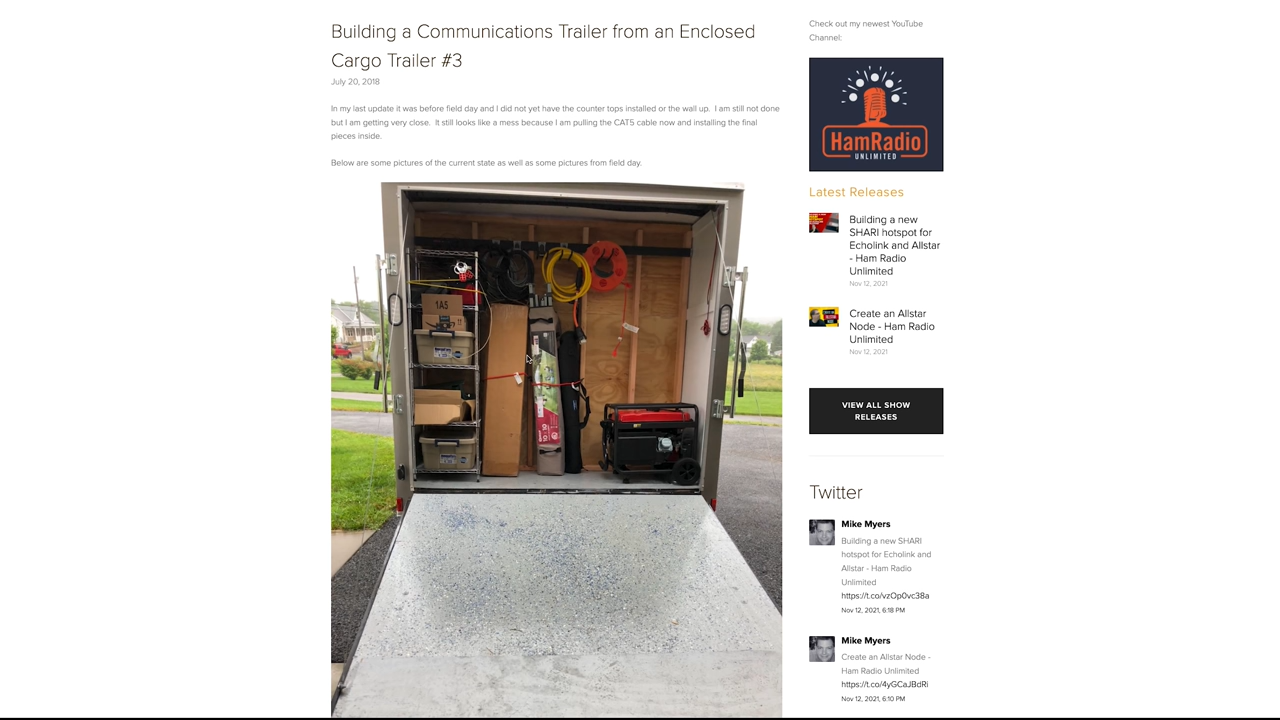 Building a Communications Trailer from an Enclosed
Cargo Trailer #3
July 20, 2018
In my last update it was before field day and I did not yet have the counter tops installed or the wall up. I am still not done
but I am getting very close. It still looks like a mess because I am pulling the CAT5 cable now and installing the final
pieces inside.
Below are some pictures of the current state as well as some pictures from field day.
1A5
Check out my newest YouTube
Channel:
HamRadio
UNLIMITED
Latest Releases
Building a new
SHARI hotspot for
Echolink and Allstar
- Ham Radio
Unlimited
Nov 12, 2021
Create an Allstar
Node - Ham Radio
Unlimited
Nov 12, 2021
VIEW ALL SHOW
RELEASES
Twitter
Mike Myers
Building a new SHARI
hotspot for Echolink and
Allstar - Ham Radio
Unlimited
https://t.co/vzOp0vc38a
Nov 12, 2021, 6:18 PM
Mike Myers
Create an Allstar Node -
Ham Radio Unlimited
https://t.co/4yGCaJBdRi
Nov 12, 2021, 6:10 PM